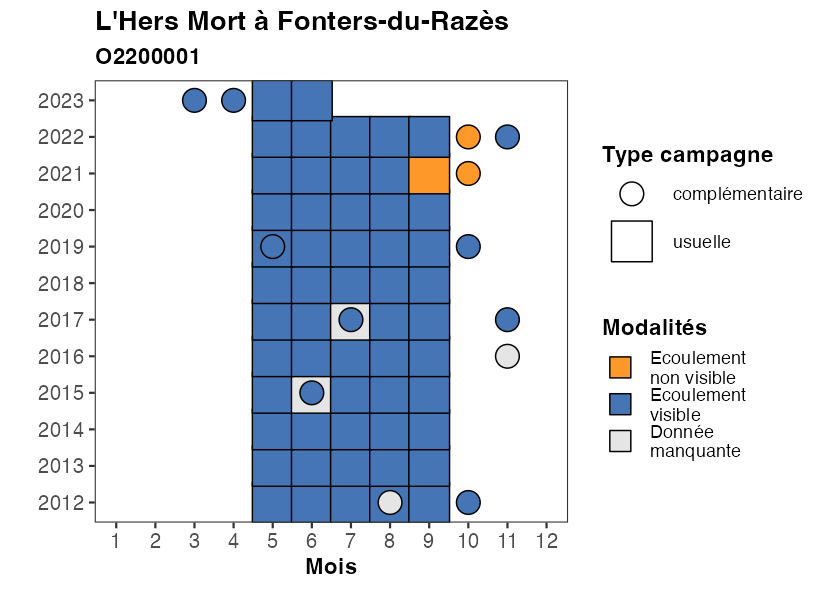 L'Hers Mort à Fonters-du-Razès
O2200001
2023
2022
2021
2020
2019
2018
2017
2016
2015
2014
2013
2012
1 2 3 4 5 6 7 8 9 10 11 12
Mois
Type campagne
complémentaire
usuelle
Modalités
Ecoulement
non visible
Ecoulement
visible
Donnée
manquante